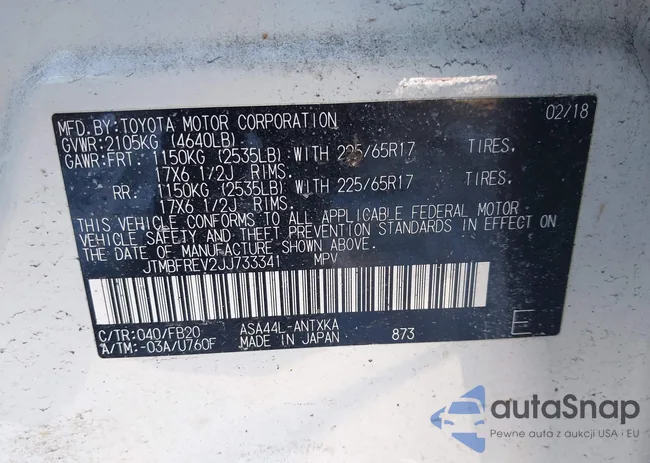 MFD.BY:TOYOTA MOTOR CORPORATION 02/18
GVWR:2105KG (4640LB)
GAWR:FRT. 1150KG (2535LB) WITH 225/65R17 TIRES,
17X6 1/2J RIMS.
RR. 1150KG (2535LB) WITH 225/65R17 TIRES,
17X6 1/2J RIMS.
THIS VEHICLE CONFORMS TO ALL APPLICABLE FEDERAL MOTOR
VEHICLE SAFETY AND THEFT PREVENTION STANDARDS IN EFFECT ON
THE DATE OF MANUFACTURE SHOWN ABOVE.
JTMBFREV2JJ733341 MPV
C/TR:040/FB20 ASA44L-ANTXKA
A/TM:-03A/U760F MADE IN JAPAN 873 E
autaSnap
Pewne auta z aukcji USA i EU